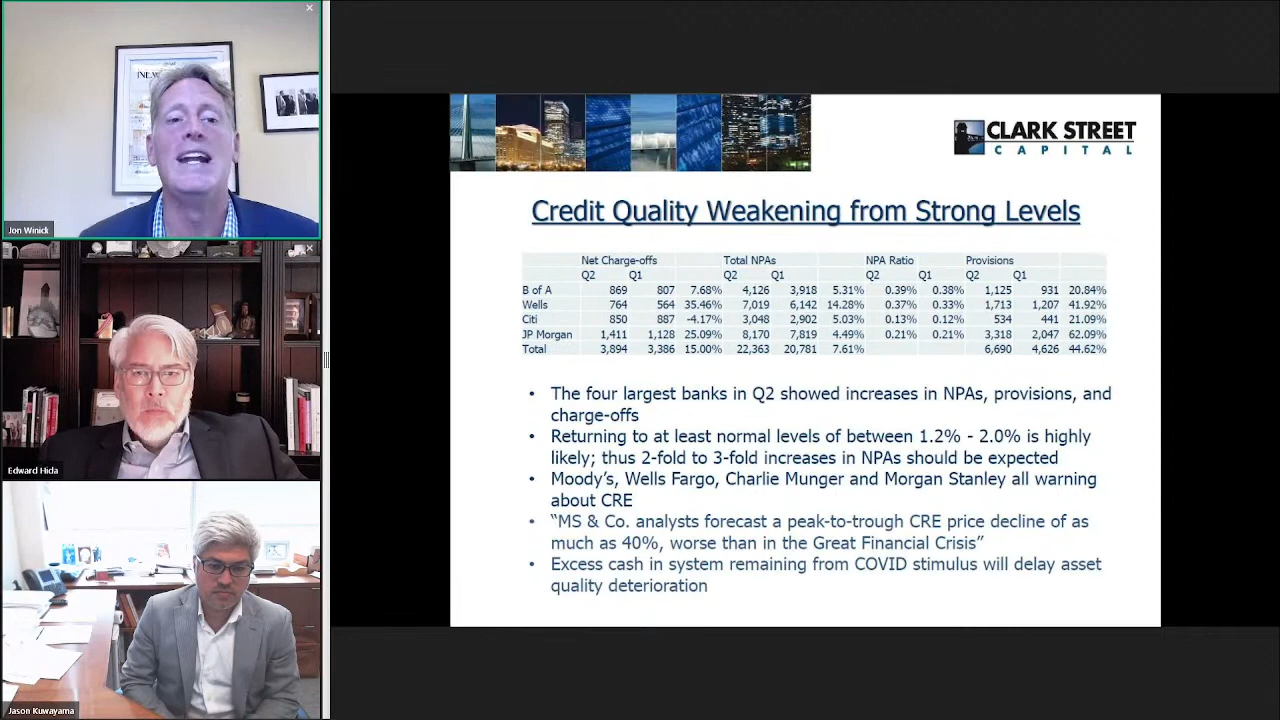 Jon Winick
Edward Hida
Jason Kuwayama
CLARK STREET
CAPITAL
Credit Quality Weakening from Strong Levels
Net Charge-offs Total NPAs NPA Ratio Provisions
Q2 Q1 Q2 Q1 Q2 Q1 Q2 Q1
B of A 869 807 7.68% 4,126 3,918 5.31% 0.39% 0.38% 1,125 931 20.84%
Wells 764 564 35.46% 7,019 6,142 14.28% 0.37% 0.33% 1,713 1,207 41.92%
Citi 850 887 -4.17% 3,048 2,902 5.03% 0.13% 0.12% 534 441 21.09%
JP Morgan 1,411 1,128 25.09% 8,170 7,819 4.49% 0.21% 0.21% 3,318 2,047 62.09%
Total 3,894 3,386 15.00% 22,363 20,781 7.61% 6,690 4,626 44.62%
• The four largest banks in Q2 showed increases in NPAs, provisions, and
charge-offs
• Returning to at least normal levels of between 1.2% - 2.0% is highly
likely; thus 2-fold to 3-fold increases in NPAs should be expected
• Moody's, Wells Fargo, Charlie Munger and Morgan Stanley all warning
about CRE
• "MS & Co. analysts forecast a peak-to-trough CRE price decline of as
much as 40%, worse than in the Great Financial Crisis"
• Excess cash in system remaining from COVID stimulus will delay asset
quality deterioration